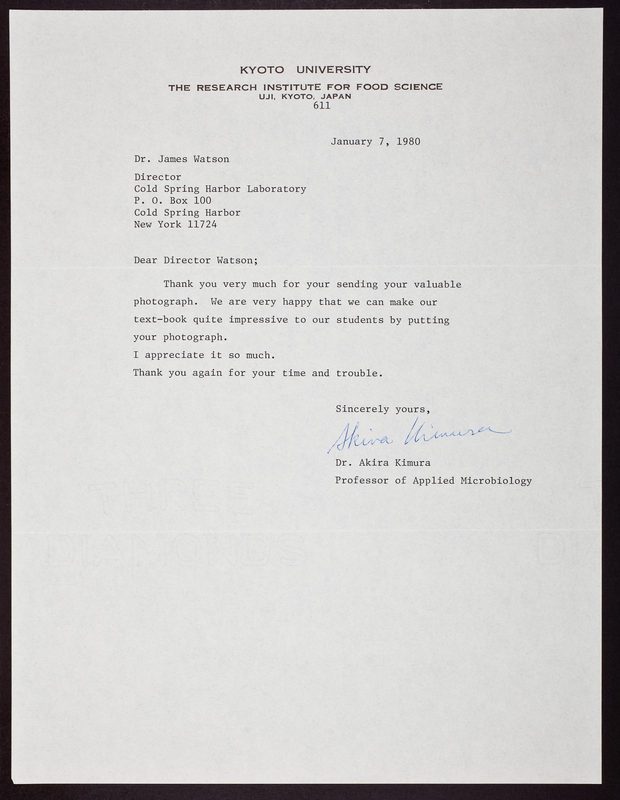 KYOTO UNIVERSITY
THE RESEARCH INSTITUTE FOR FOOD SCIENCE
UJI, KYOTO, JAPAN
611
January 7, 1980
Dr. James Watson
Director
Cold Spring Harbor Laboratory
P. O. Box 100
Cold Spring Harbor
New York 11724
Dear Director Watson;
Thank you very much for your sending your valuable
photograph. We are very happy that we can make our
text-book quite impressive to our students by putting
your photograph.
I appreciate it so much.
Thank you again for your time and trouble.
Sincerely yours,
Akira Kimura
Dr. Akira Kimura
Professor of Applied Microbiology